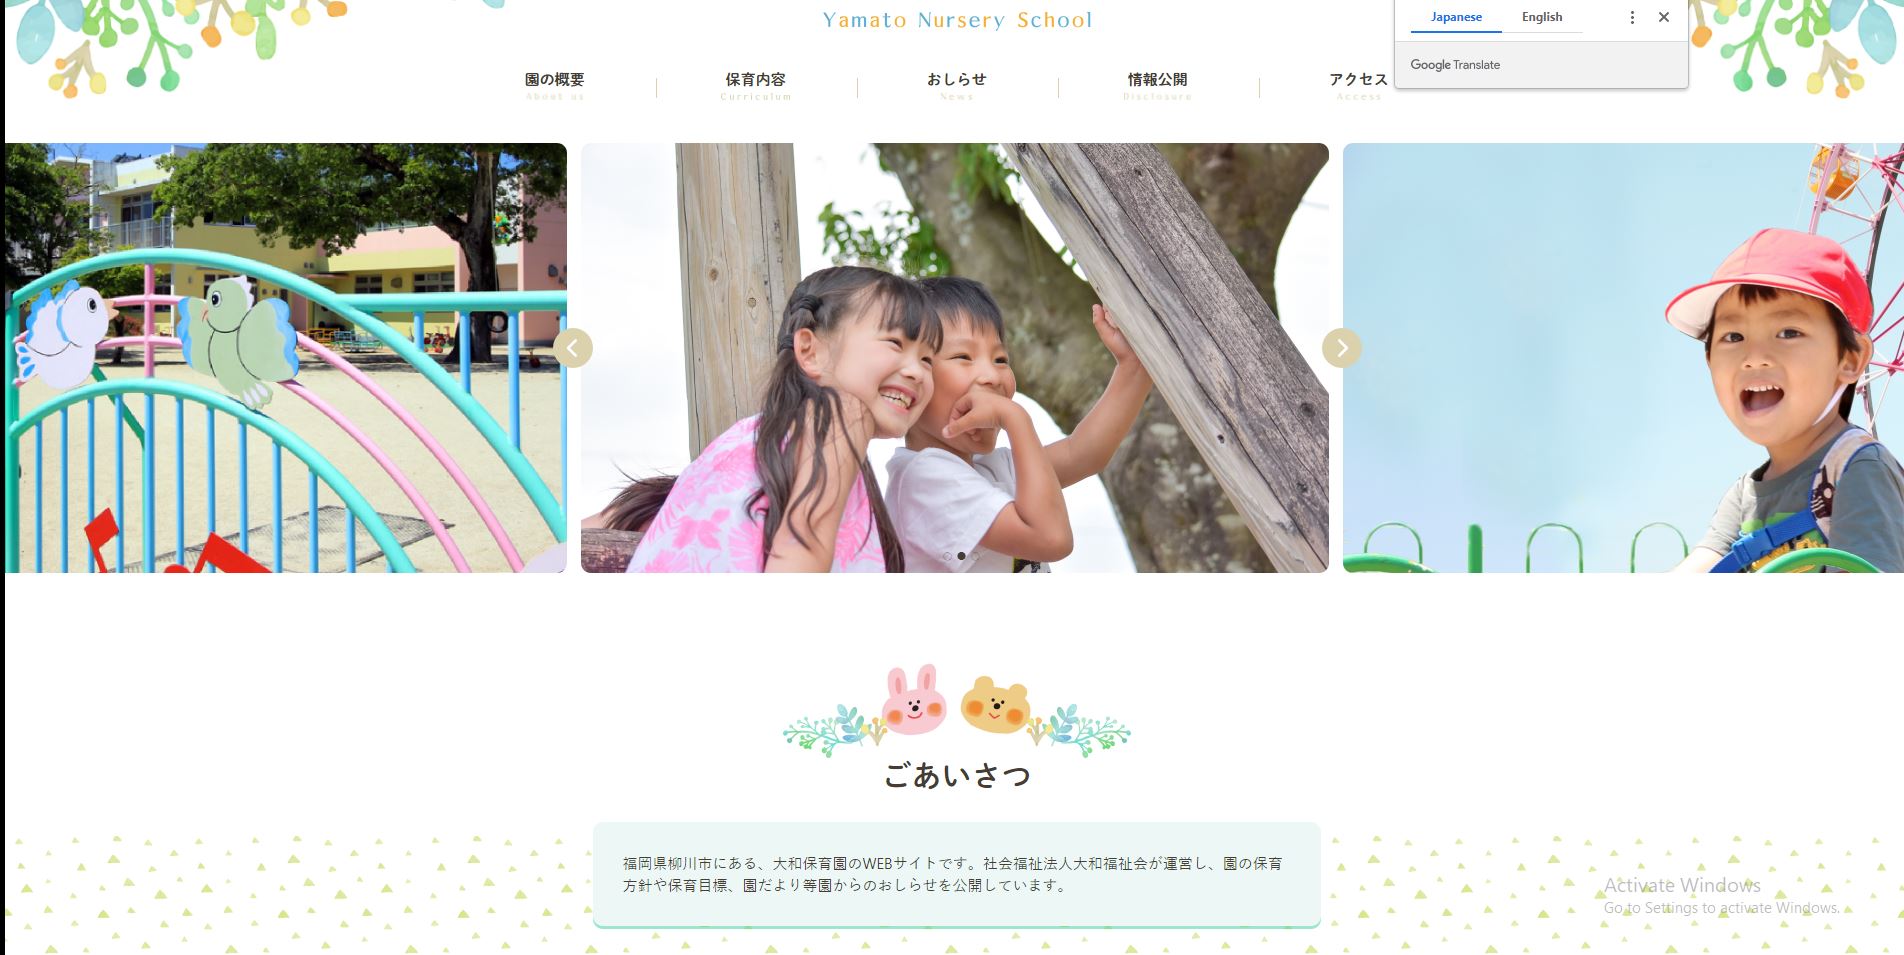 Yamato Nursery School
Japanese English
Google Translate
園の概要 保育内容 おしらせ 情報公開 アクセス
About us Curriculum News Disclosure Access
ごあいさつ
福岡県柳川市にある、大和保育園のWEBサイトです。社会福祉法人大和福祉会が運営し、園の保育
方針や保育目標、園だより等園からのおしらせを公開しています。
Activate Windows
Go to Settings to activate Windows.